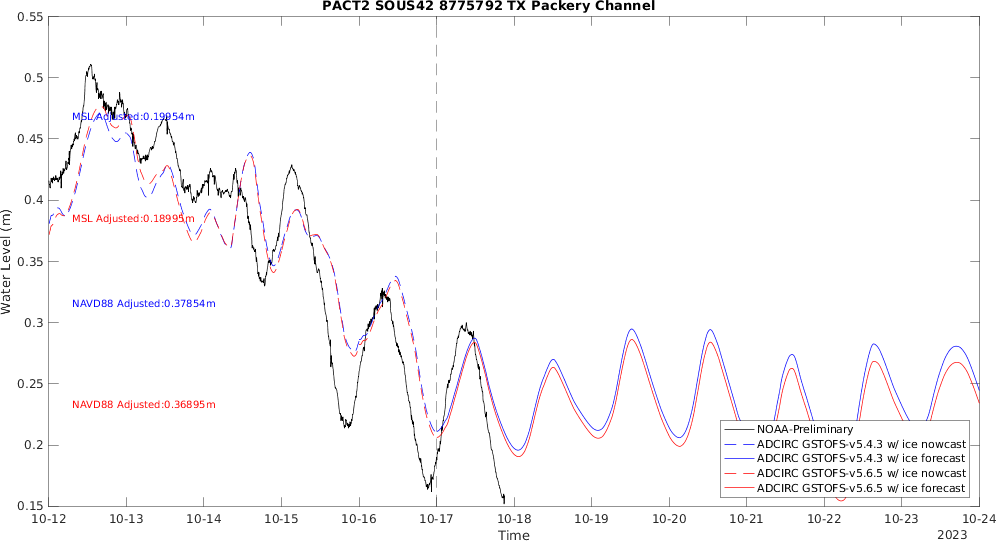 PACT2 SOUS42 8775792 TX Packery Channel
0.55
0.5
0.45
0.4
0.35
0.3
0.25
0.2
0.15
Water Level (m)
MSL Adjusted:0.19954m
MSL Adjusted:0.18995m
NAVD88 Adjusted:0.37854m
NAVD88 Adjusted:0.36895m
NOAA-Preliminary
ADCIRC GSTOFS-v5.4.3 w/ ice nowcast
ADCIRC GSTOFS-v5.4.3 w/ ice forecast
ADCIRC GSTOFS-v5.6.5 w/ ice nowcast
ADCIRC GSTOFS-v5.6.5 w/ ice forecast
10-12 10-13 10-14 10-15 10-16 10-17 10-18 10-19 10-20 10-21 10-22 10-23 10-24
Time
2023